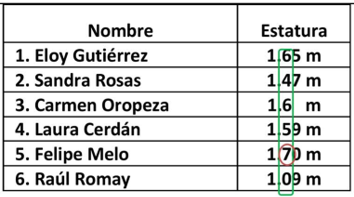 Nombre Estatura
1. Eloy Gutiérrez 1.65 m
2. Sandra Rosas 1.47 m
3. Carmen Oropeza 1.6 m
4. Laura Cerdán 1.59 m
5. Felipe Melo 1.70 m
6. Raúl Romay 1.09 m